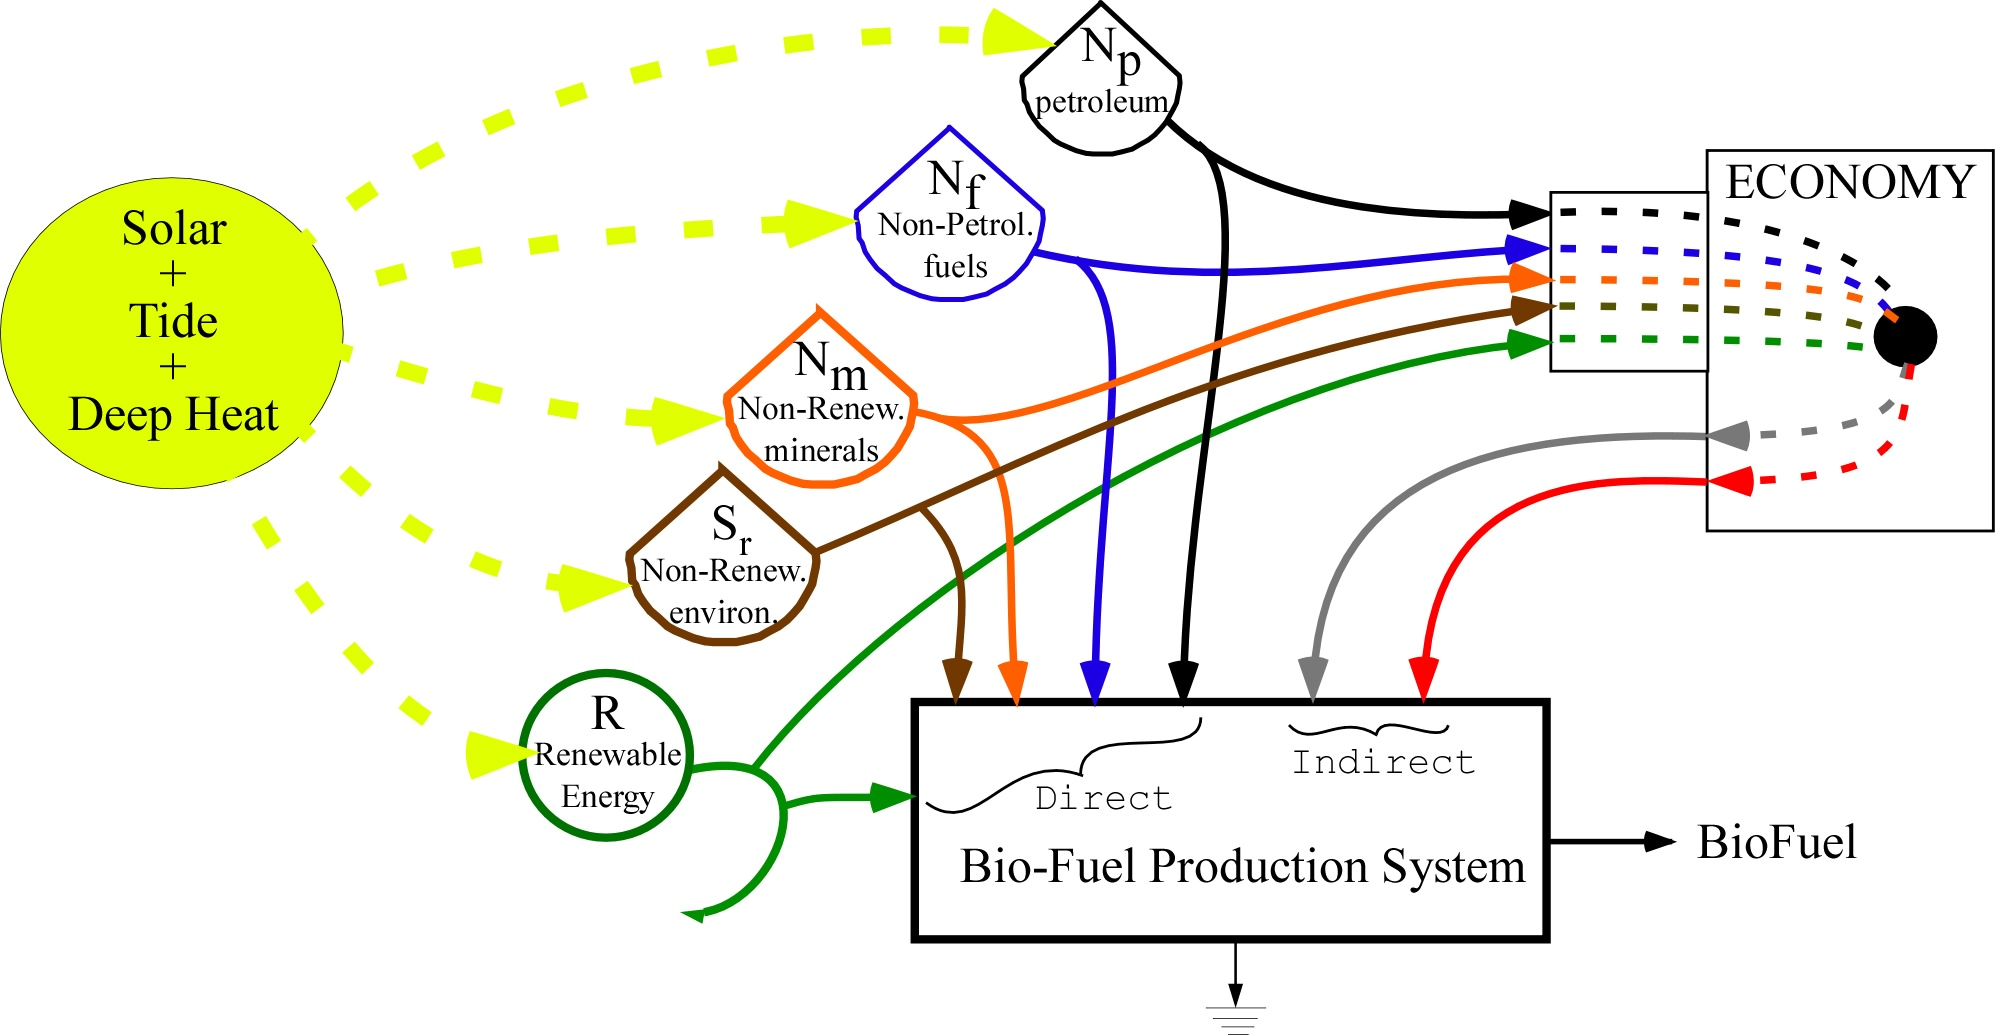 Solar
+
Tide
+
Deep Heat
Np
petroleum
Nf
Non-Petrol.
fuels
Nm
Non-Renew.
minerals
Sr
Non-Renew.
environ.
R
Renewable
Energy
ECONOMY
Direct
Indirect
Bio-Fuel Production System
BioFuel